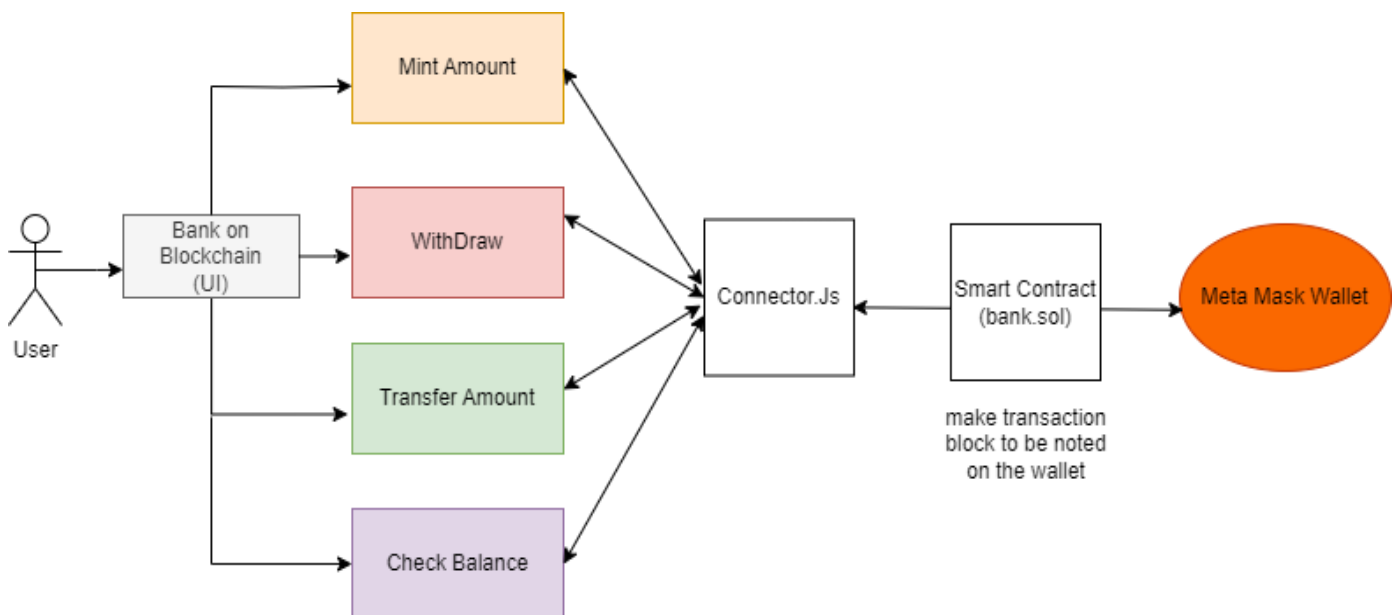 Mint Amount
WithDraw
Bank on
Blockchain
(UI)
User
Transfer Amount
Check Balance
Connector.Js
Smart Contract
(bank.sol)
make transaction
block to be noted
on the wallet
Meta Mask Wallet